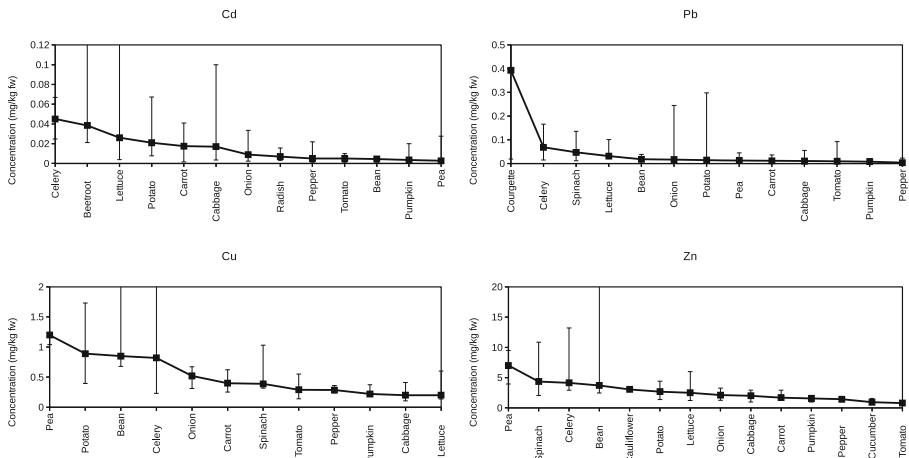 Cd
Concentration (mg/kg fw)
0.12
0.1
0.08
0.06
0.04
0.02
0
Celery
Beetroot
Lettuce
Potato
Carrot
Cabbage
Onion
Radish
Pepper
Tomato
Bean
Pumpkin
Pea
Pb
Concentration (mg/kg fw)
0.5
0.4
0.3
0.2
0.1
0
Courgette
Celery
Spinach
Lettuce
Bean
Onion
Potato
Pea
Carrot
Cabbage
Tomato
Pumpkin
Pepper
Cu
Concentration (mg/kg fw)
2
1.5
1
0.5
0
Pea
Potato
Bean
Celery
Onion
Carrot
Spinach
Tomato
Pepper
umpkin
Cabbage
Lettuce
Zn
Concentration (mg/kg fw)
20
15
10
5
0
Pea
Spinach
Celery
Bean
Cauliflower
Potato
Lettuce
Onion
Cabbage
Carrot
Pumpkin
Pepper
Cucumber
Tomato